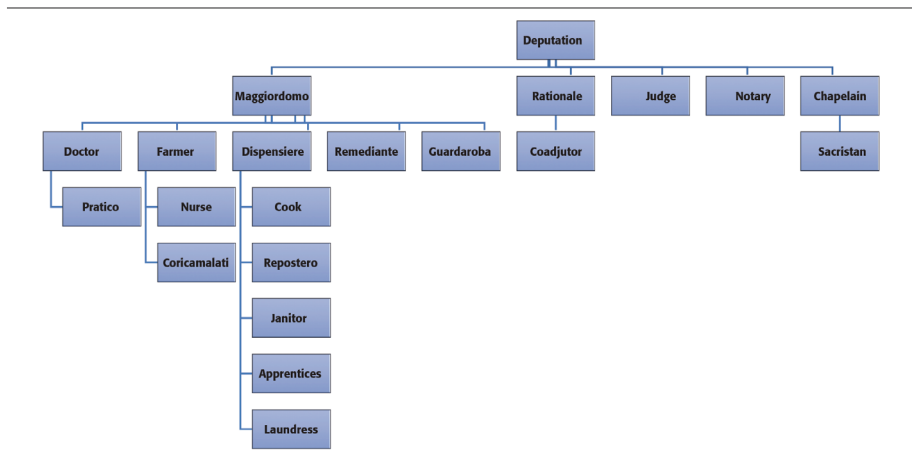 Deputation
Maggiordomo
Rationale
Judge
Notary
Chapelain
Doctor
Farmer
Dispensiere
Remediante
Guardaroba
Coadjutor
Sacristan
Pratico
Nurse
Cook
Coricamalati
Repostero
Janitor
Apprentices
Laundress